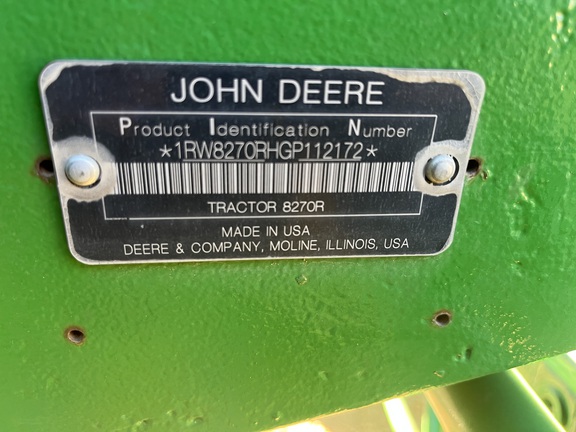 JOHN DEERE
Product Identification Number
*1RW8270RHGP112172*
TRACTOR 8270R
MADE IN USA
DEERE & COMPANY, MOLINE, ILLINOIS, USA